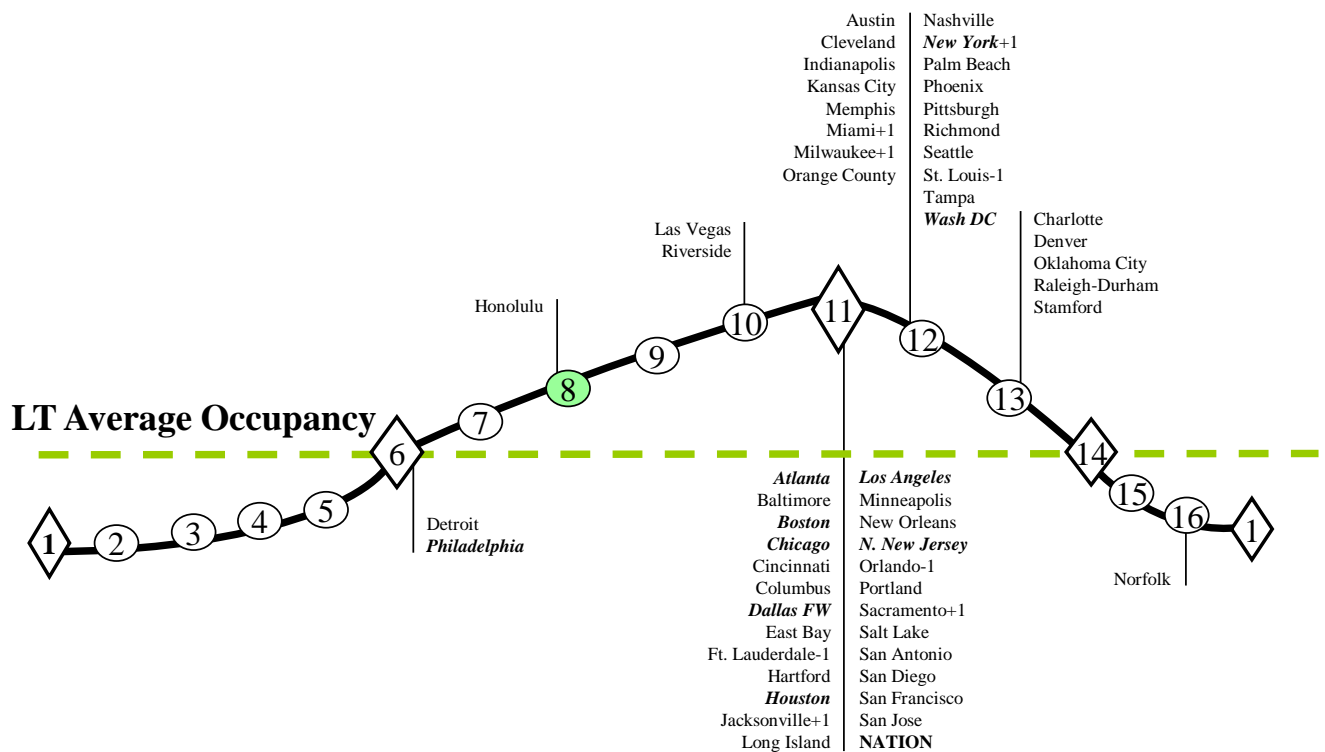 Austin
Cleveland
Indianapolis
Kansas City
Memphis
Miami+1
Milwaukee+1
Orange County
Nashville
New York+1
Palm Beach
Phoenix
Pittsburgh
Richmond
Seattle
St. Louis-1
Tampa
Wash DC
Charlotte
Denver
Oklahoma City
Raleigh-Durham
Stamford
Las Vegas
Riverside
Honolulu
LT Average Occupancy
1
2
3
4
5
6
7
8
9
10
11
12
13
14
15
16
1
Detroit
Philadelphia
Atlanta
Baltimore
Boston
Chicago
Cincinnati
Columbus
Dallas FW
East Bay
Ft. Lauderdale-1
Hartford
Houston
Jacksonville+1
Long Island
Los Angeles
Minneapolis
New Orleans
N. New Jersey
Orlando-1
Portland
Sacramento+1
Salt Lake
San Antonio
San Diego
San Francisco
San Jose
NATION
Norfolk